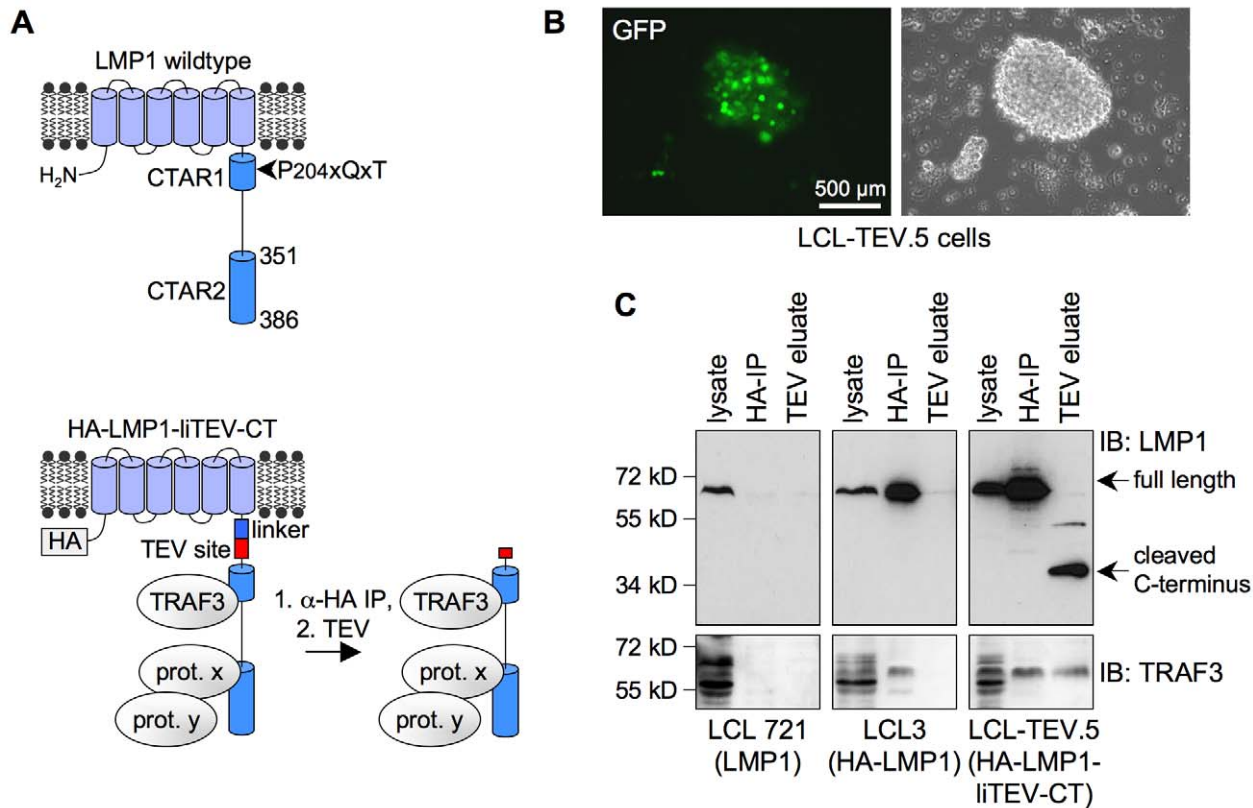 A
LMP1 wildtype
H2N
CTAR1
P204xQxT
351
CTAR2
386
HA-LMP1-liTEV-CT
HA
linker
TEV site
TRAF3
prot. x
prot. y
1. α-HA IP,
2. TEV
TRAF3
prot. x
prot. y
B
GFP
500 µm
LCL-TEV.5 cells
C
lysate
HA-IP
TEV eluate
lysate
HA-IP
TEV eluate
lysate
HA-IP
TEV eluate
IB: LMP1
72 kD
full length
55 kD
cleaved
C-terminus
34 kD
72 kD
IB: TRAF3
55 kD
LCL 721
(LMP1)
LCL3
(HA-LMP1)
LCL-TEV.5
(HA-LMP1-
liTEV-CT)